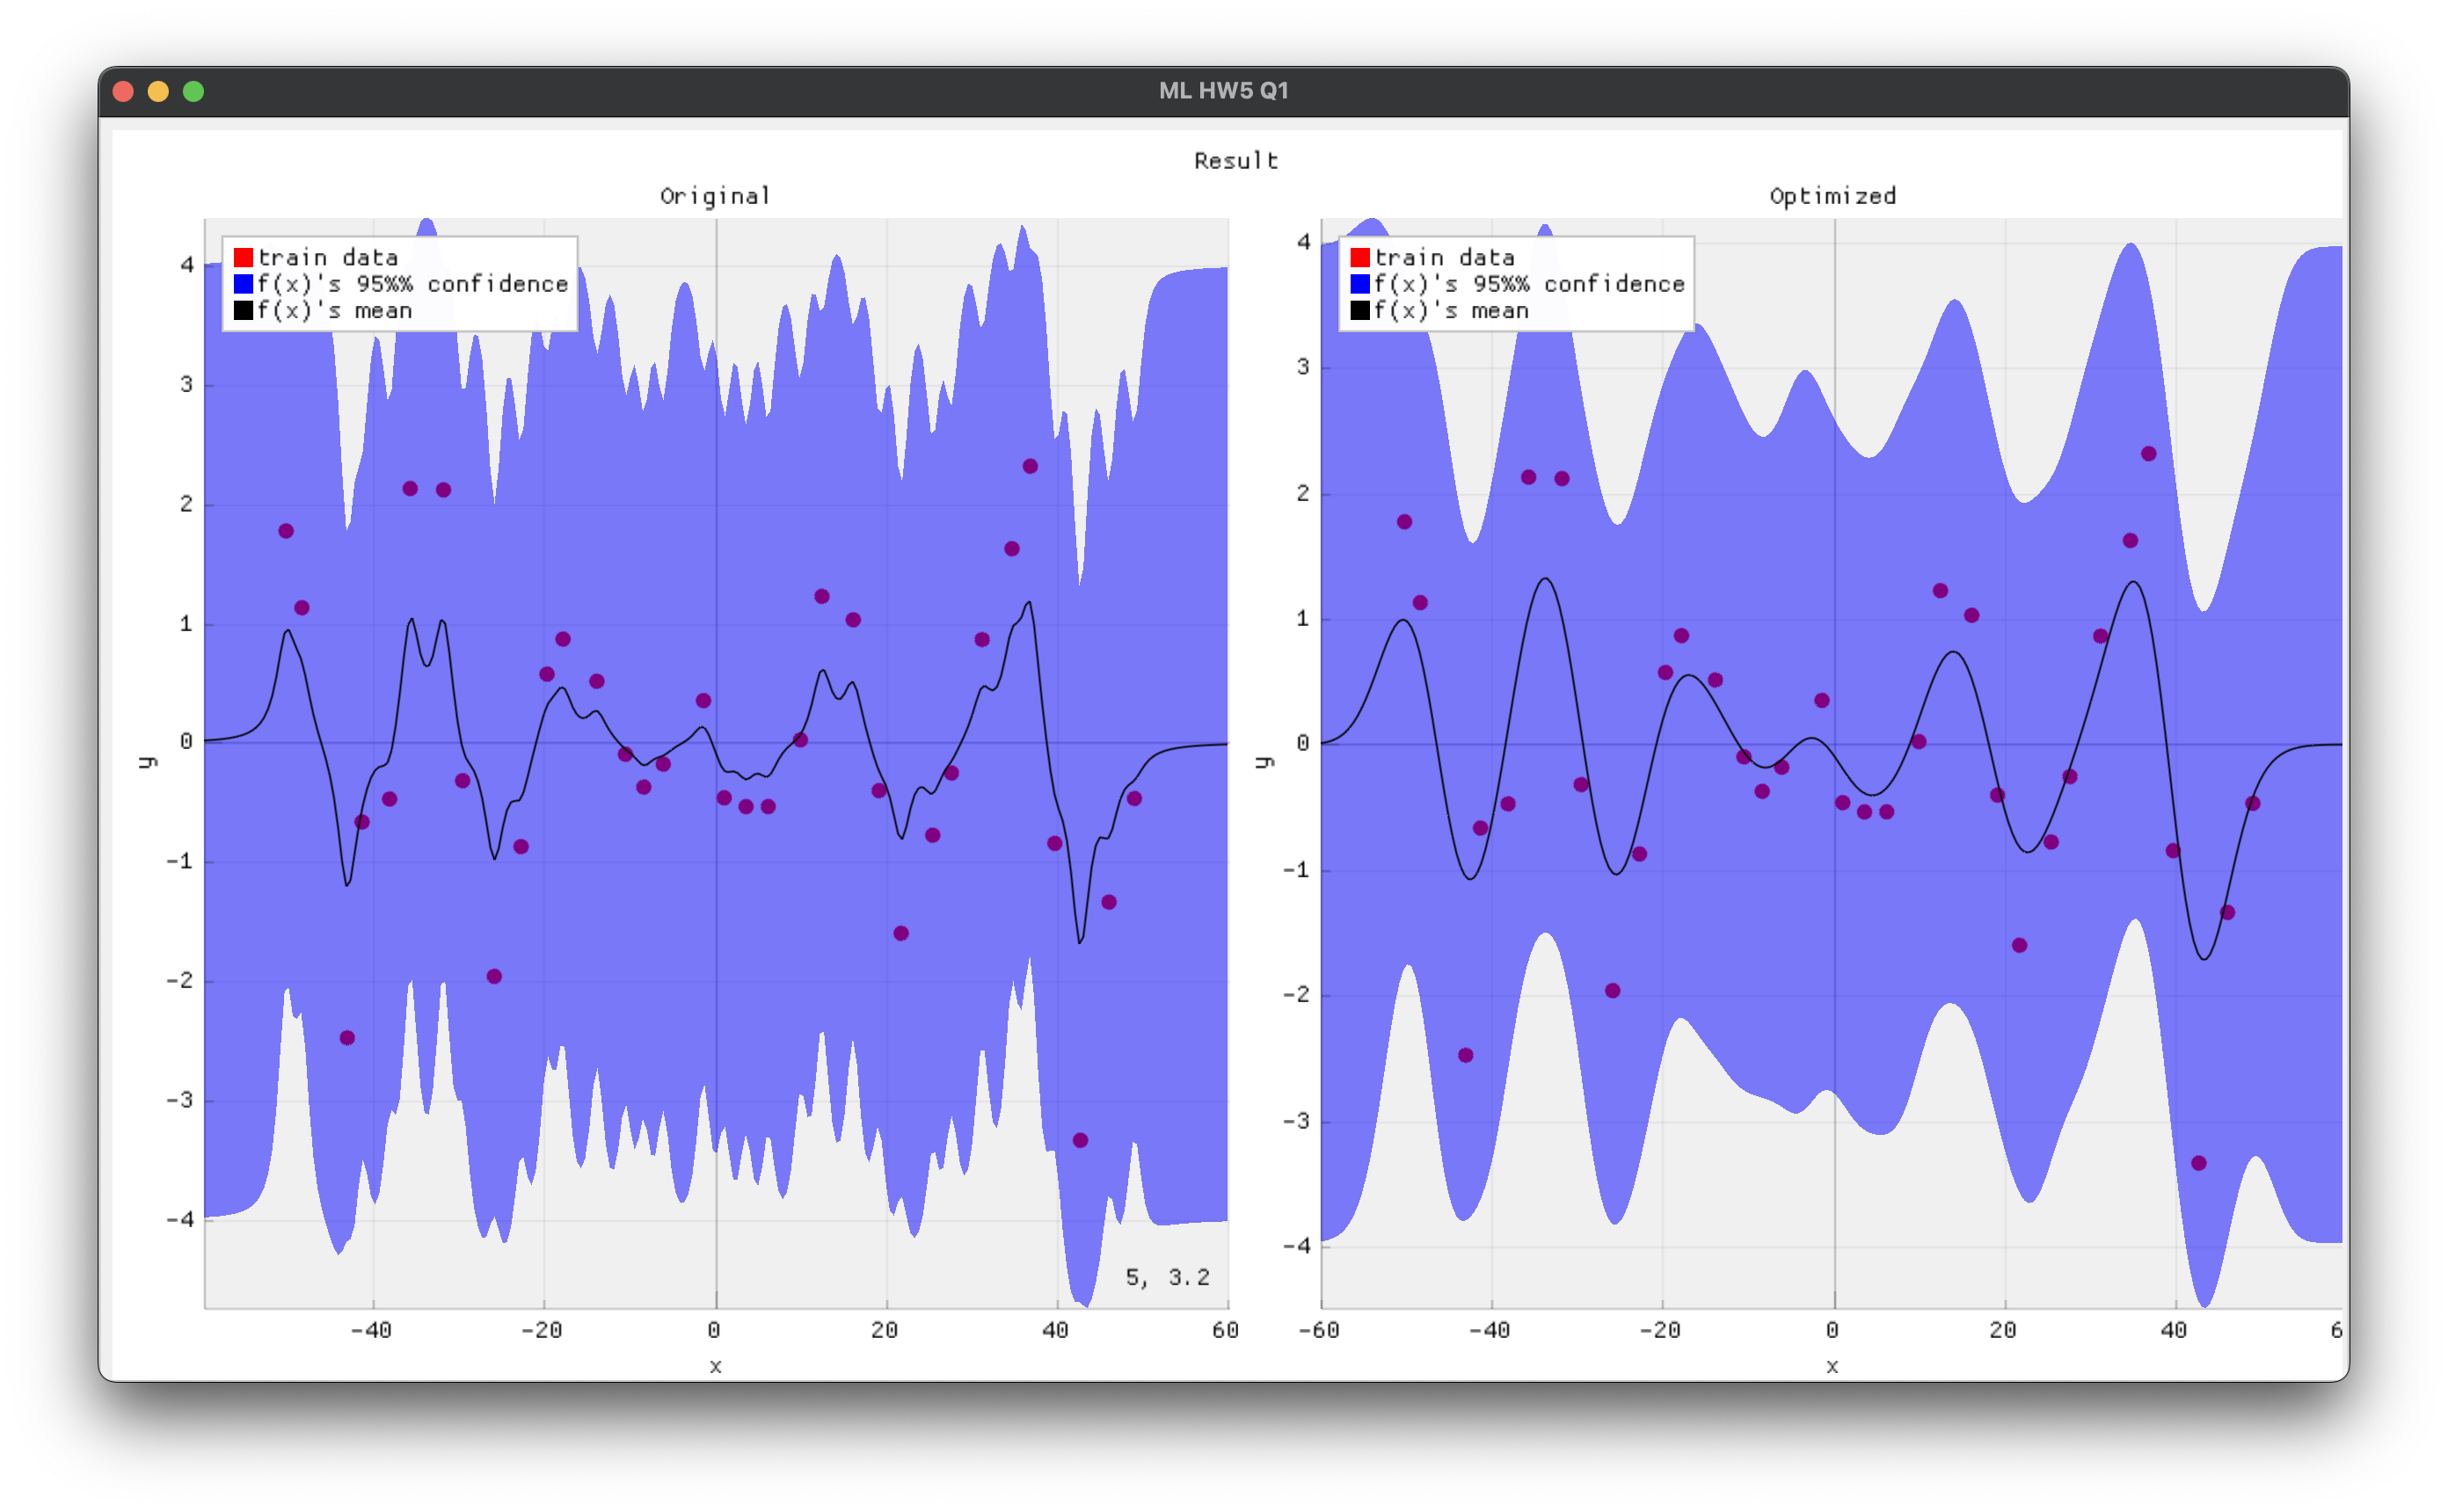 ML HW5 Q1
Result
Original
train data
f(x)'s 95%% confidence
f(x)'s mean
4
3
2
1
0
-1
-2
-3
-4
y
5, 3.2
-40 -20 0 20 40 60
x
Optimized
train data
f(x)'s 95%% confidence
f(x)'s mean
4
3
2
1
0
-1
-2
-3
-4
y
-60 -40 -20 0 20 40 6
x